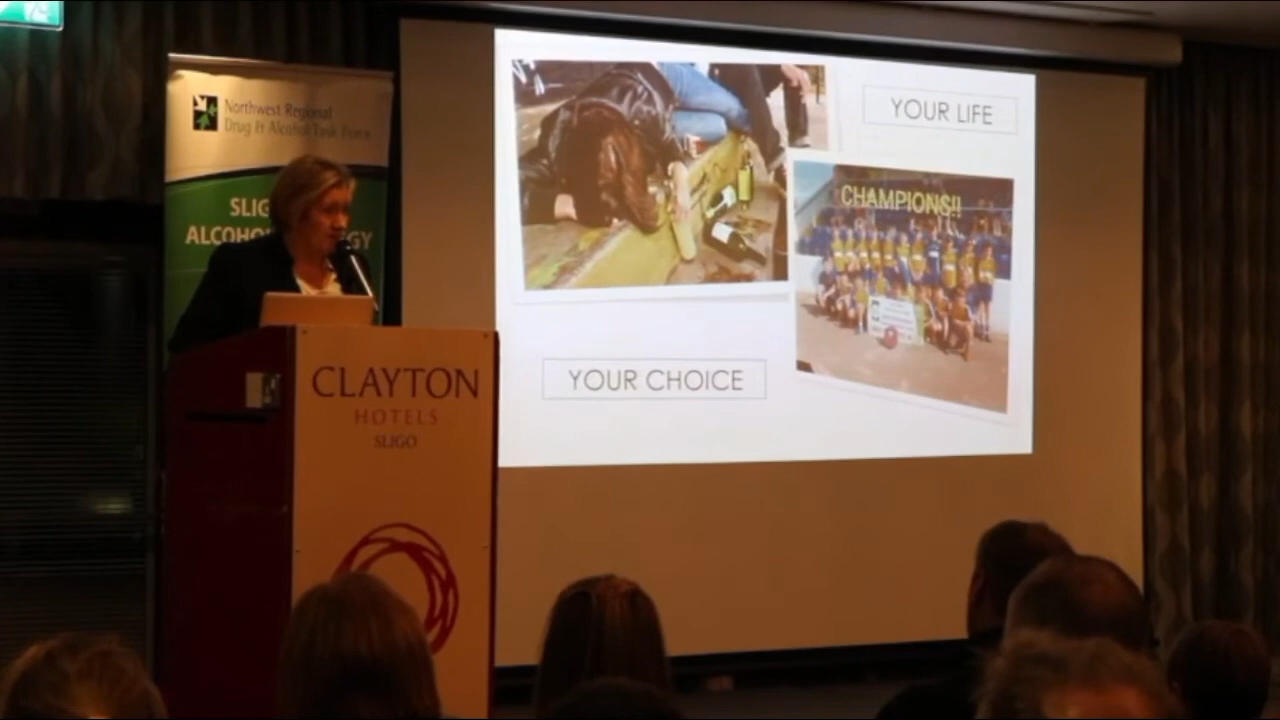 Northwest Regional
Drug & Alcohol Task Force
SLIG
ALCOHO GY
CLAYTON
HOTELS
SLIGO
YOUR LIFE
CHAMPIONS!!
YOUR CHOICE